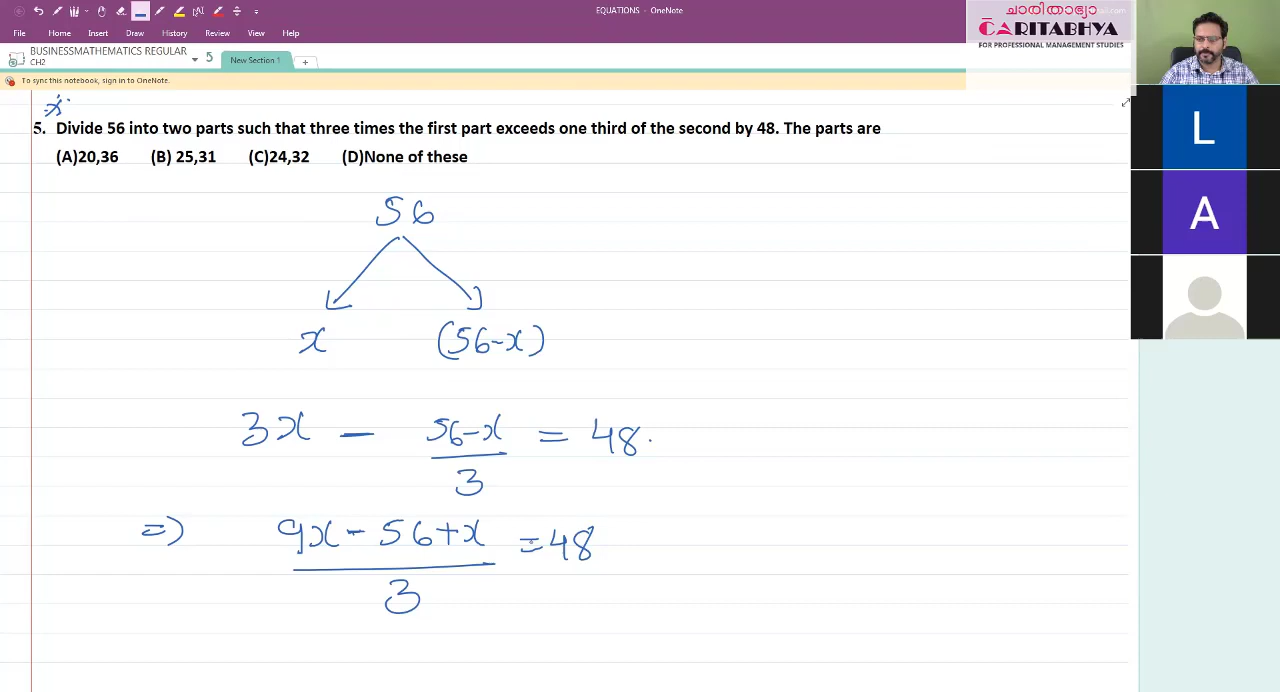 EQUATIONS - OneNote
File Home Insert Draw History Review View Help
BUSINESSMATHEMATICS REGULAR
CH2
New Section 1
To sync this notebook, sign in to OneNote.
ചാരിതാഭ്യാ
CARITABHYA
FOR PROFESSIONAL MANAGEMENT STUDIES
L
A
5. Divide 56 into two parts such that three times the first part exceeds one third of the second by 48. The parts are
(A)20,36 (B) 25,31 (C)24,32 (D)None of these
56
x (56-x)
3x - 56-x = 48.
3
=) 9x - 56+x = 48
3